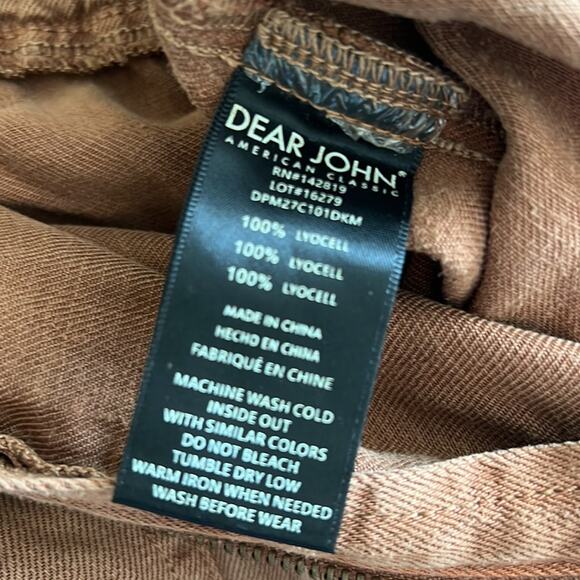 DEAR JOHN®
AMERICAN CLASSIC
RN#142819
LOT#16279
DPM27C101DKM
100% LYOCELL
100% LYOCELL
100% LYOCELL
MADE IN CHINA
HECHO EN CHINA
FABRIQUÉ EN CHINE
MACHINE WASH COLD
INSIDE OUT
WITH SIMILAR COLORS
DO NOT BLEACH
TUMBLE DRY LOW
WARM IRON WHEN NEEDED
WASH BEFORE WEAR